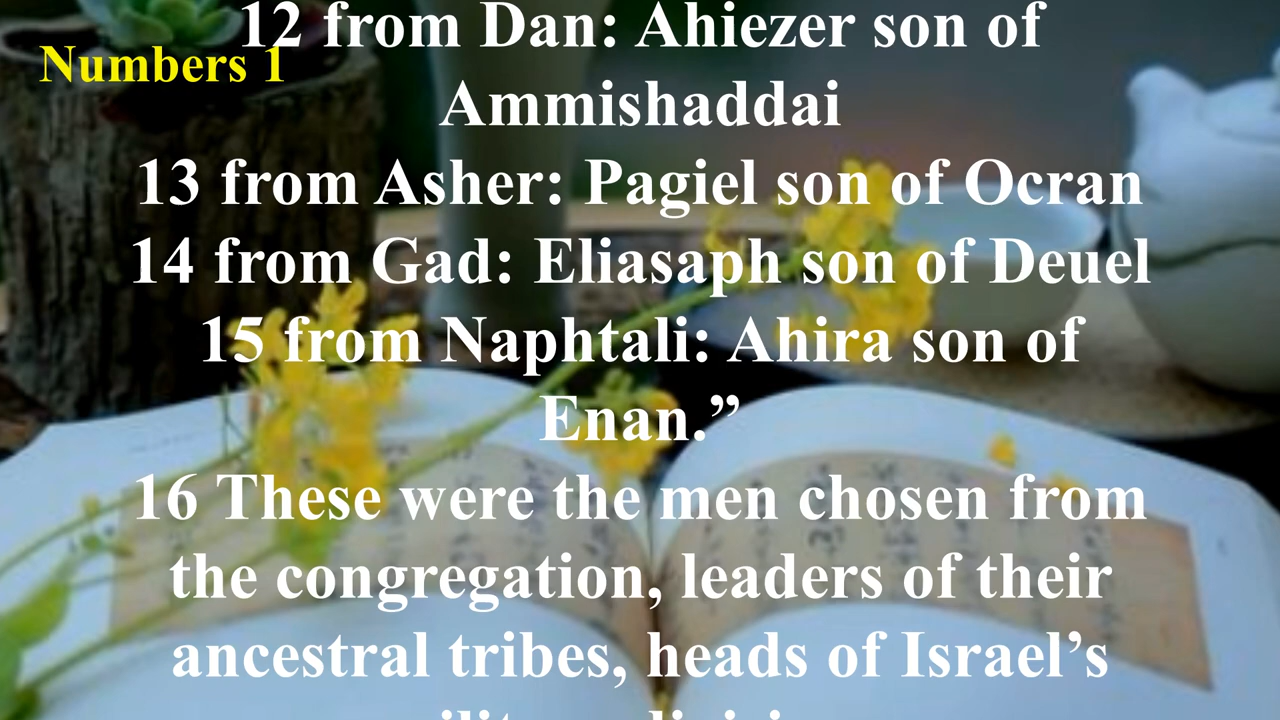 Numbers 1
12 from Dan: Ahiezer son of
Ammishaddai
13 from Asher: Pagiel son of Ocran
14 from Gad: Eliasaph son of Deuel
15 from Naphtali: Ahira son of
Enan.”
16 These were the men chosen from
the congregation, leaders of their
ancestral tribes, heads of Israel’s